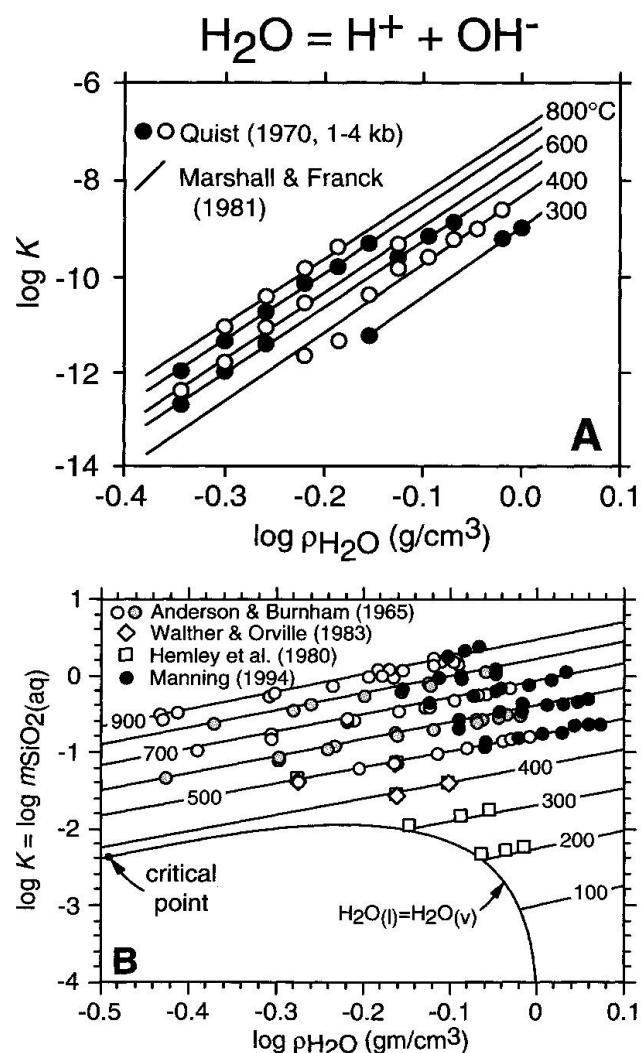 H₂O = H⁺ + OH⁻
-6
-8
-10
-12
-14
log K
Quist (1970, 1-4 kb)
Marshall & Franck
(1981)
800°C
600
400
300
A
-0.4 -0.3 -0.2 -0.1 0.0 0.1
log ρH₂O (g/cm³)
1
0
-1
-2
-3
-4
log K = log mSiO₂(aq)
Anderson & Burnham (1965)
Walther & Orville (1983)
Hemley et al. (1980)
Manning (1994)
900
700
500
400
300
200
100
critical
point
H₂O(l)=H₂O(v)
B
-0.5 -0.4 -0.3 -0.2 -0.1 0 0.1
log ρH₂O (gm/cm³)